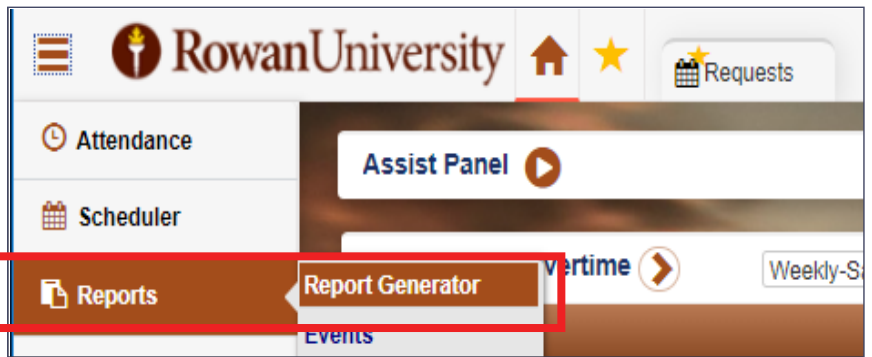 RowanUniversity
Requests
Attendance
Assist Panel
Scheduler
Reports
Report Generator
vertime
Weekly-Sa
Events